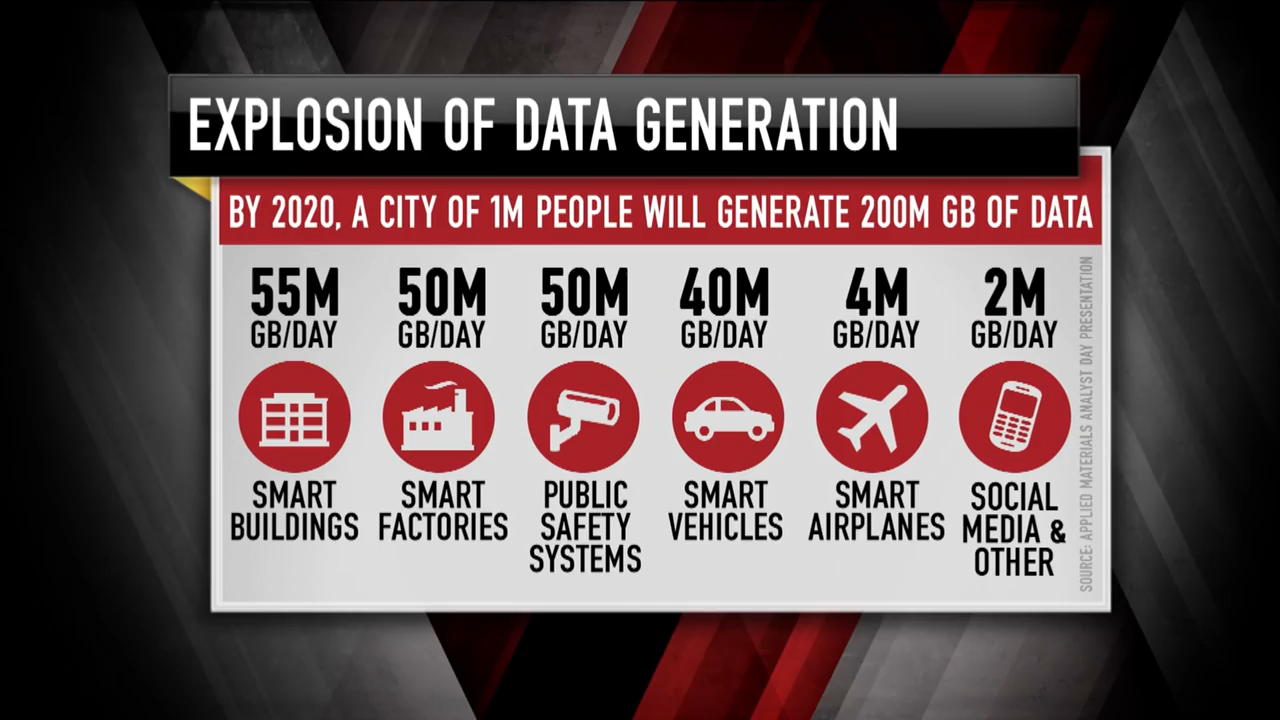 EXPLOSION OF DATA GENERATION
BY 2020, A CITY OF 1M PEOPLE WILL GENERATE 200M GB OF DATA
55M
GB/DAY
SMART
BUILDINGS
50M
GB/DAY
SMART
FACTORIES
50M
GB/DAY
PUBLIC
SAFETY
SYSTEMS
40M
GB/DAY
SMART
VEHICLES
4M
GB/DAY
SMART
AIRPLANES
2M
GB/DAY
SOCIAL
MEDIA &
OTHER
SOURCE: APPLIED MATERIALS ANALYST DAY PRESENTATION